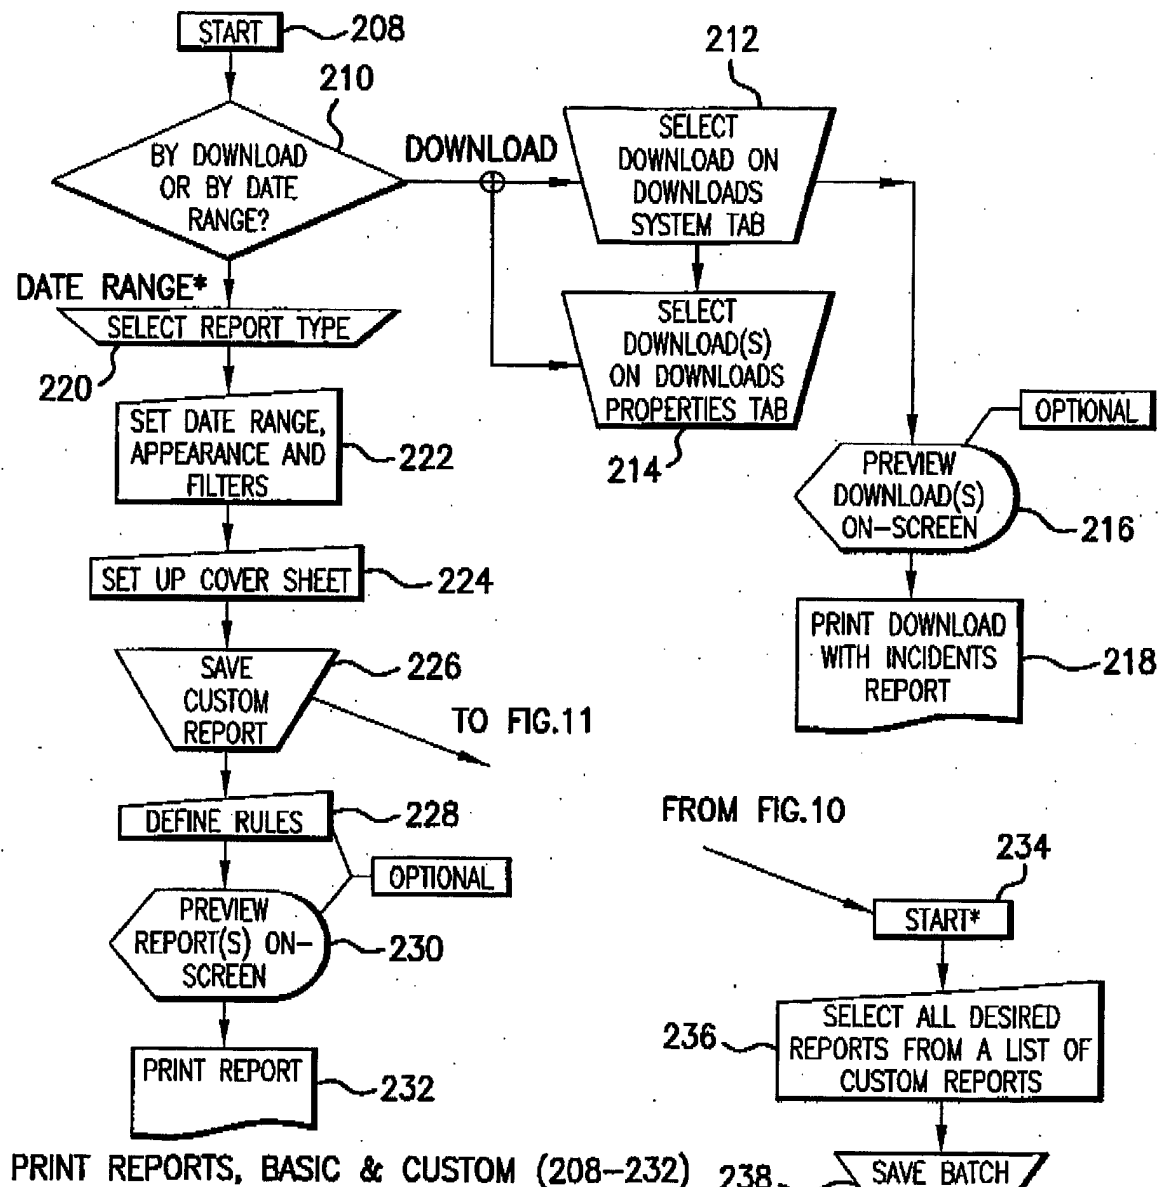 START
208
210
BY DOWNLOAD
OR BY DATE
RANGE?
DOWNLOAD
212
SELECT
DOWNLOAD ON
DOWNLOADS
SYSTEM TAB
SELECT
DOWNLOAD(S)
ON DOWNLOADS
PROPERTIES TAB
214
OPTIONAL
PREVIEW
DOWNLOAD(S)
ON-SCREEN
216
PRINT DOWNLOAD
WITH INCIDENTS
REPORT
218
DATE RANGE*
SELECT REPORT TYPE
220
SET DATE RANGE,
APPEARANCE AND
FILTERS
222
SET UP COVER SHEET
224
SAVE
CUSTOM
REPORT
226
TO FIG.11
DEFINE RULES
228
OPTIONAL
PREVIEW
REPORT(S) ON-
SCREEN
230
PRINT REPORT
232
PRINT REPORTS, BASIC & CUSTOM (208-232)
FROM FIG.10
234
START*
236
SELECT ALL DESIRED
REPORTS FROM A LIST OF
CUSTOM REPORTS
238
SAVE BATCH